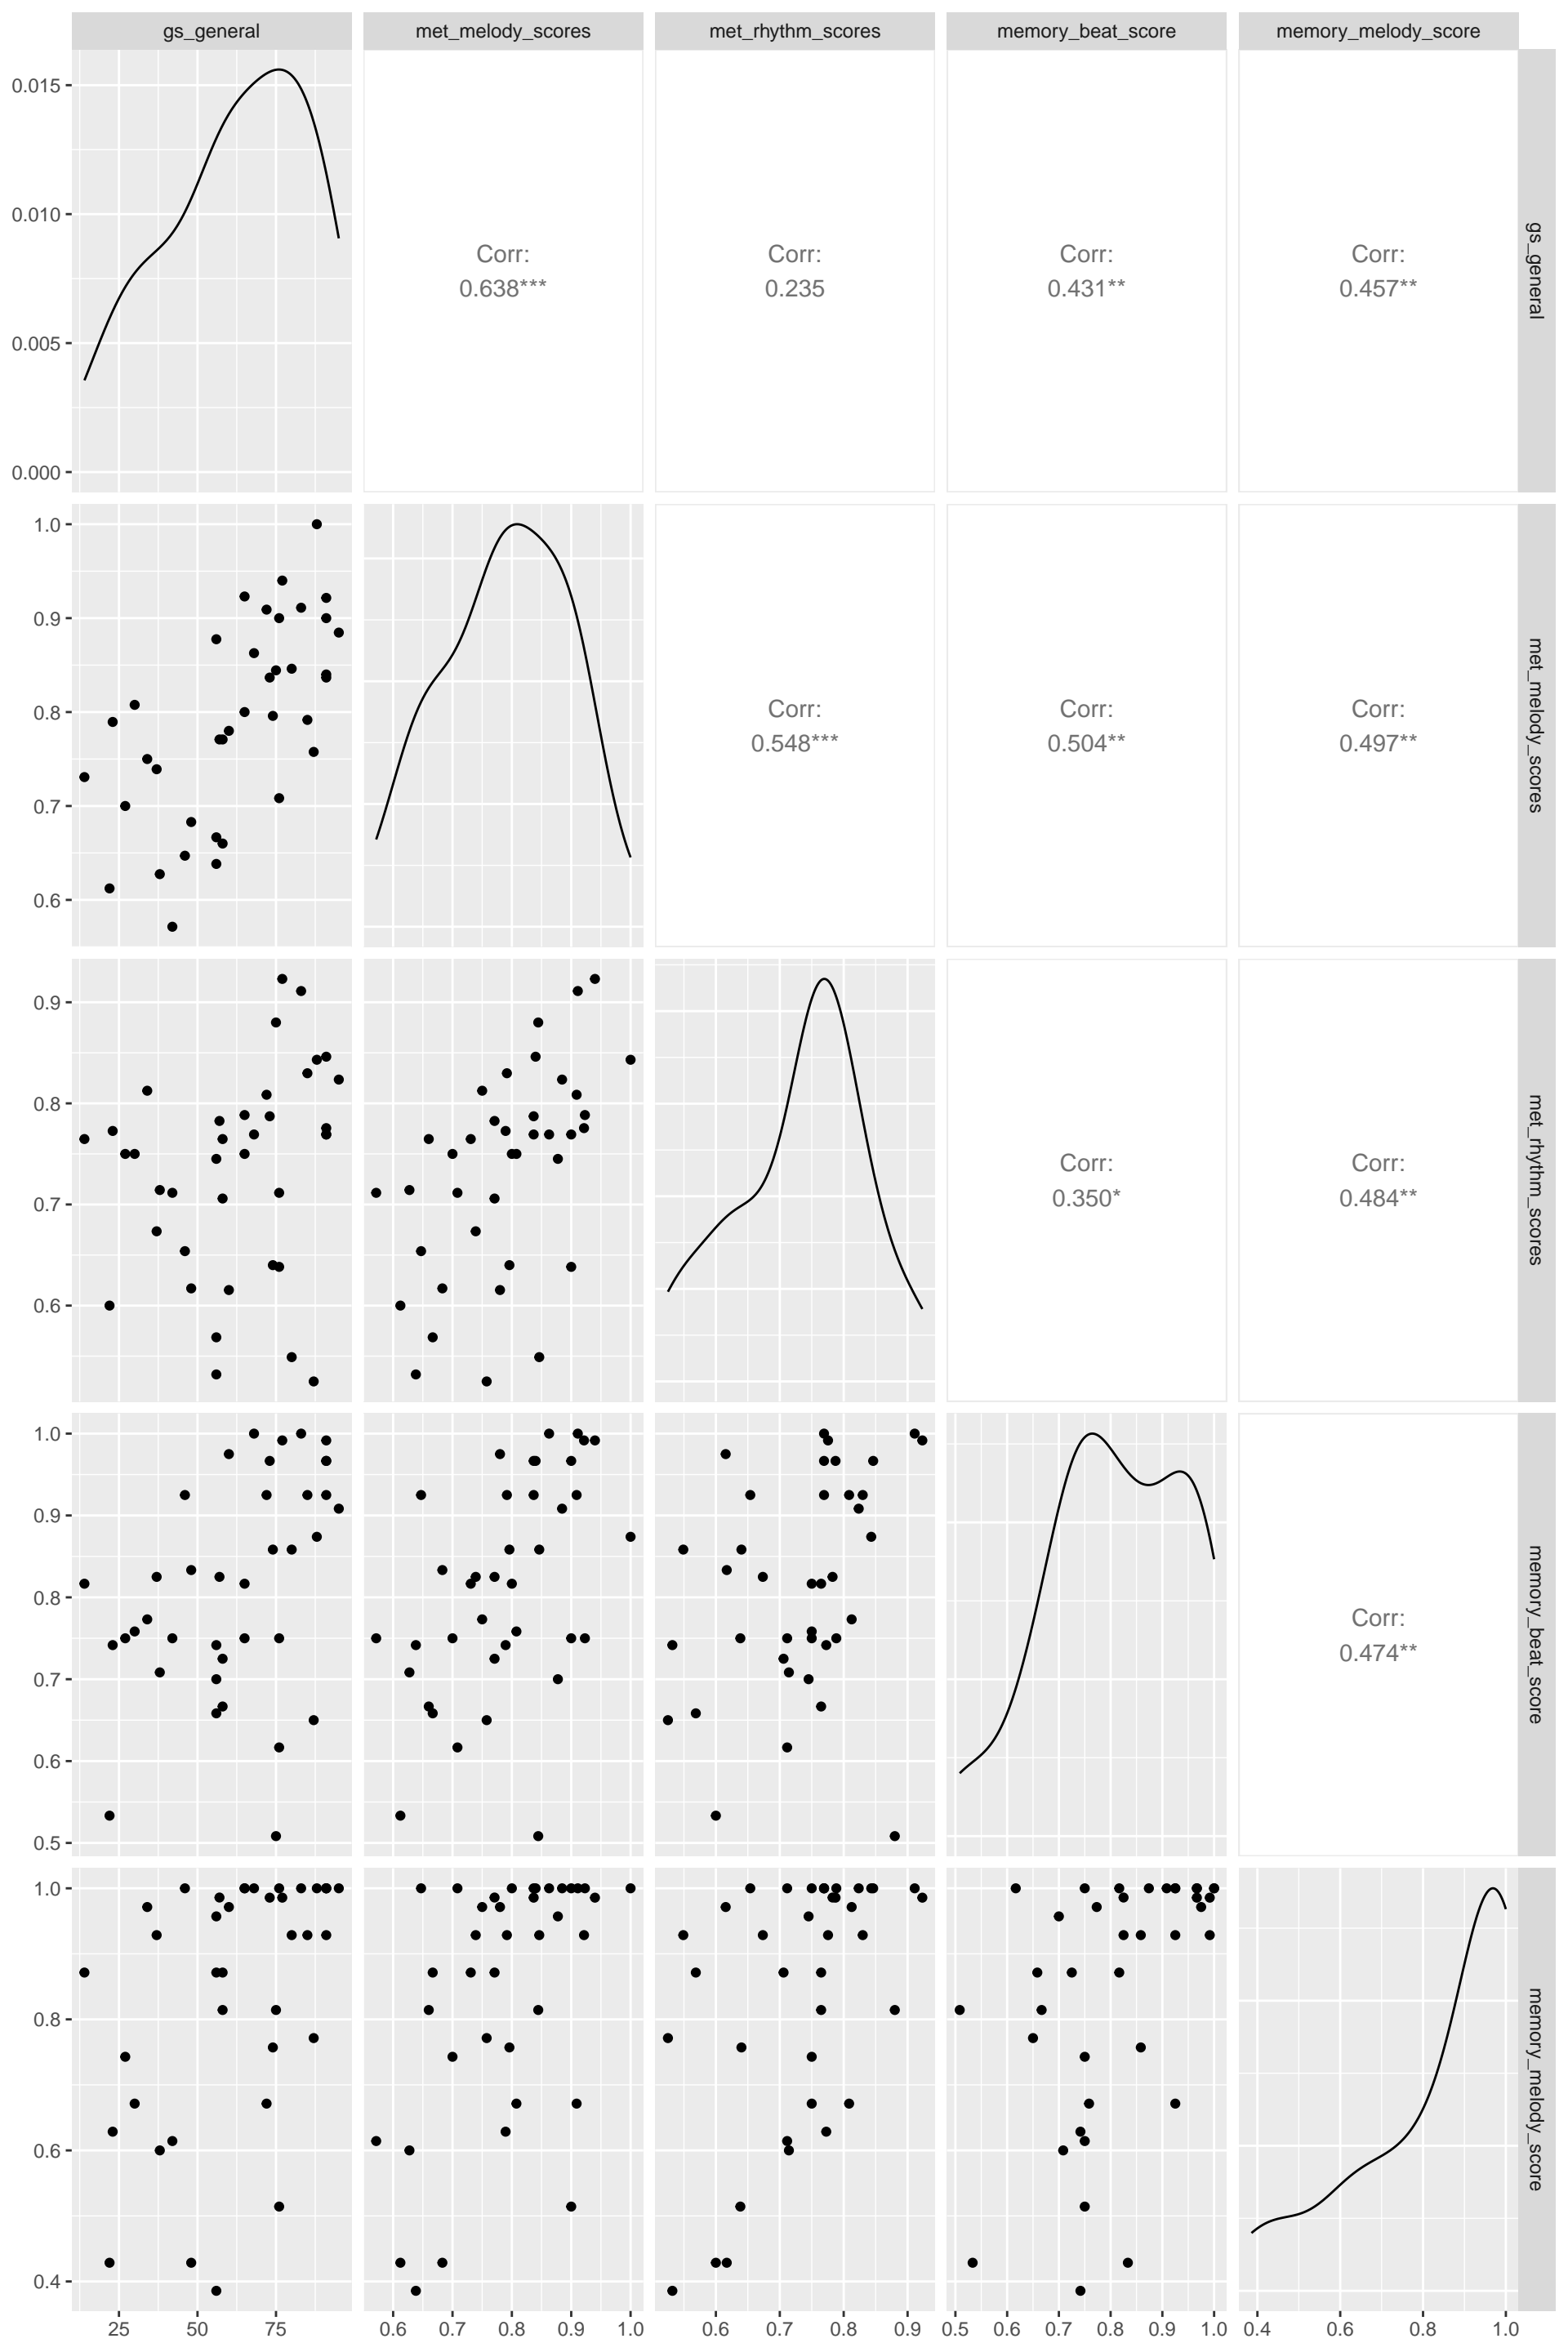 gs_general met_melody_scores met_rhythm_scores memory_beat_score memory_melody_score
0.015
0.010
0.005
0.000
Corr: Corr: Corr: Corr:
0.638*** 0.235 0.431** 0.457**
gs_general
1.0
0.9
0.8
0.7
0.6
Corr: Corr: Corr:
0.548*** 0.504** 0.497**
met_melody_scores
0.9
0.8
0.7
0.6
Corr: Corr:
0.350* 0.484**
met_rhythm_scores
1.0
0.9
0.8
0.7
0.6
0.5
Corr:
0.474**
memory_beat_score
1.0
0.8
0.6
0.4
memory_melody_score
25 50 75 0.6 0.7 0.8 0.9 1.0 0.6 0.7 0.8 0.9 0.5 0.6 0.7 0.8 0.9 1.0 0.4 0.6 0.8 1.0